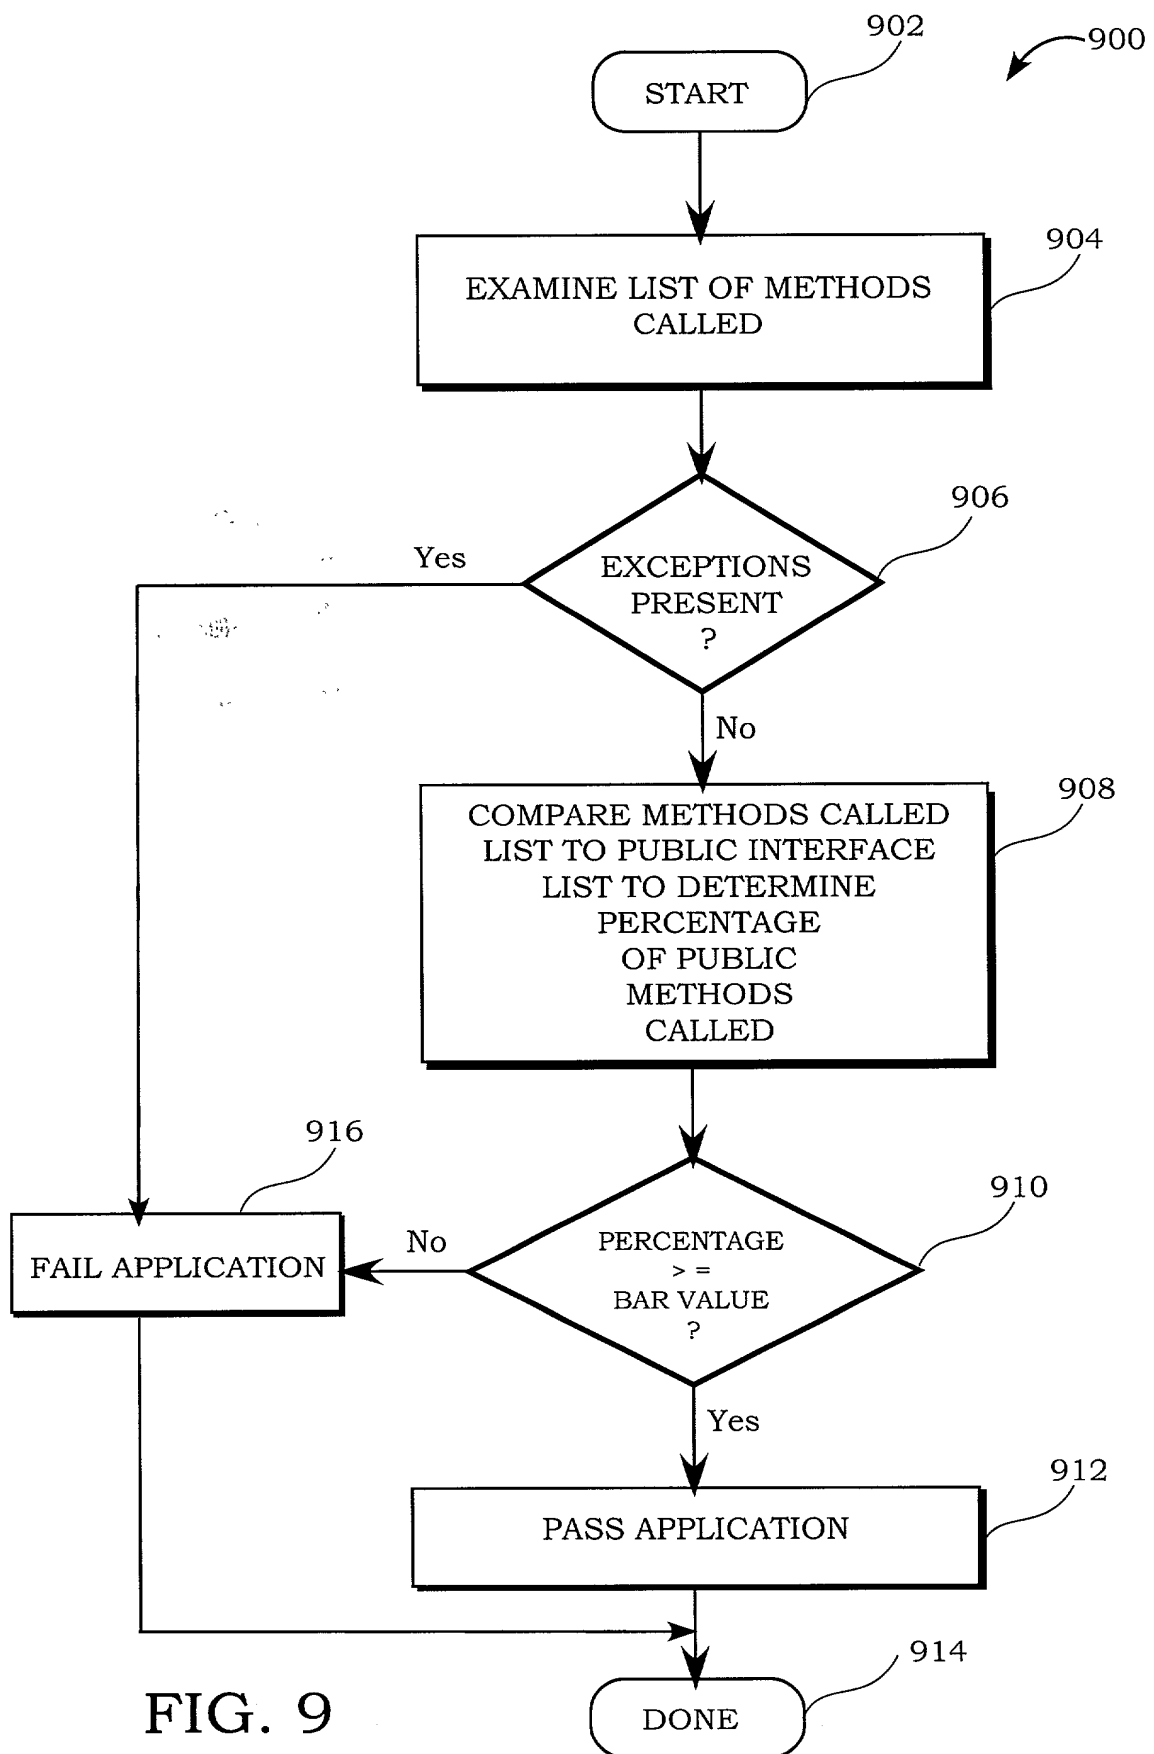 902
900
START
904
EXAMINE LIST OF METHODS
CALLED
906
Yes
EXCEPTIONS
PRESENT
?
No
908
COMPARE METHODS CALLED
LIST TO PUBLIC INTERFACE
LIST TO DETERMINE
PERCENTAGE
OF PUBLIC
METHODS
CALLED
916
910
No
PERCENTAGE
> =
BAR VALUE
?
FAIL APPLICATION
Yes
912
PASS APPLICATION
914
DONE
FIG. 9